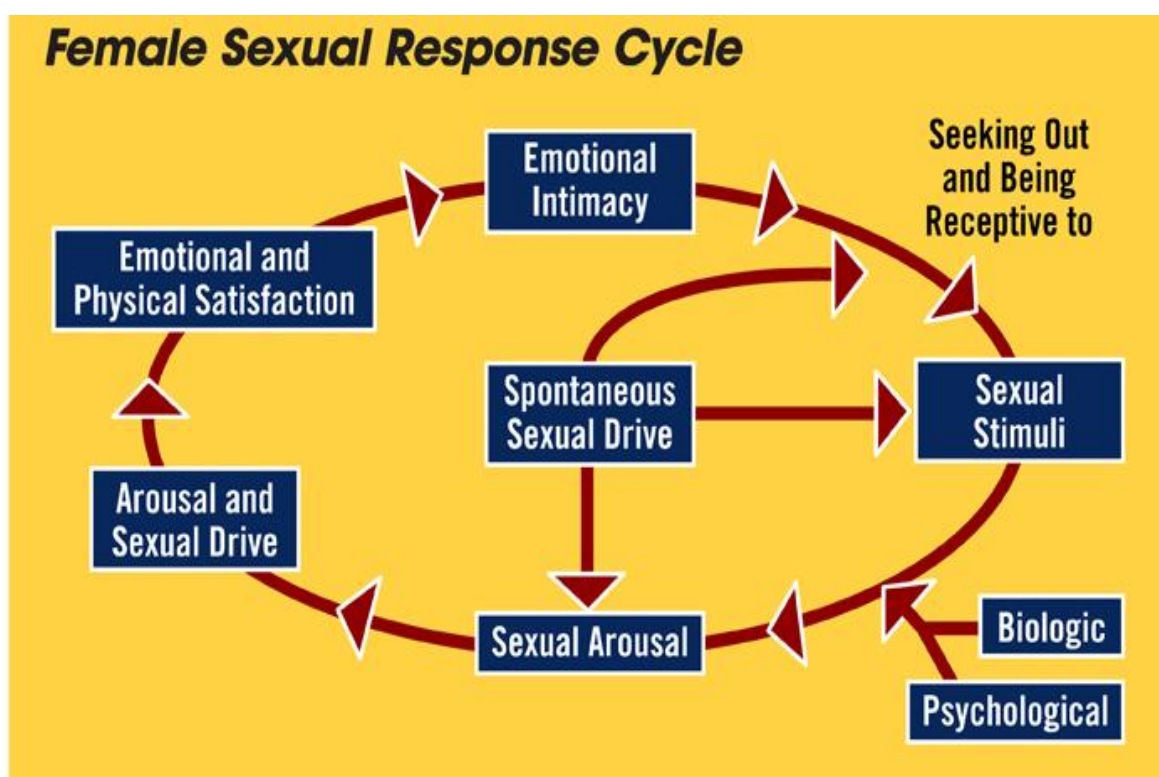 Female Sexual Response Cycle
Emotional
Intimacy
Seeking Out
and Being
Receptive to
Emotional and
Physical Satisfaction
Spontaneous
Sexual Drive
Sexual
Stimuli
Arousal and
Sexual Drive
Sexual Arousal
Biologic
Psychological